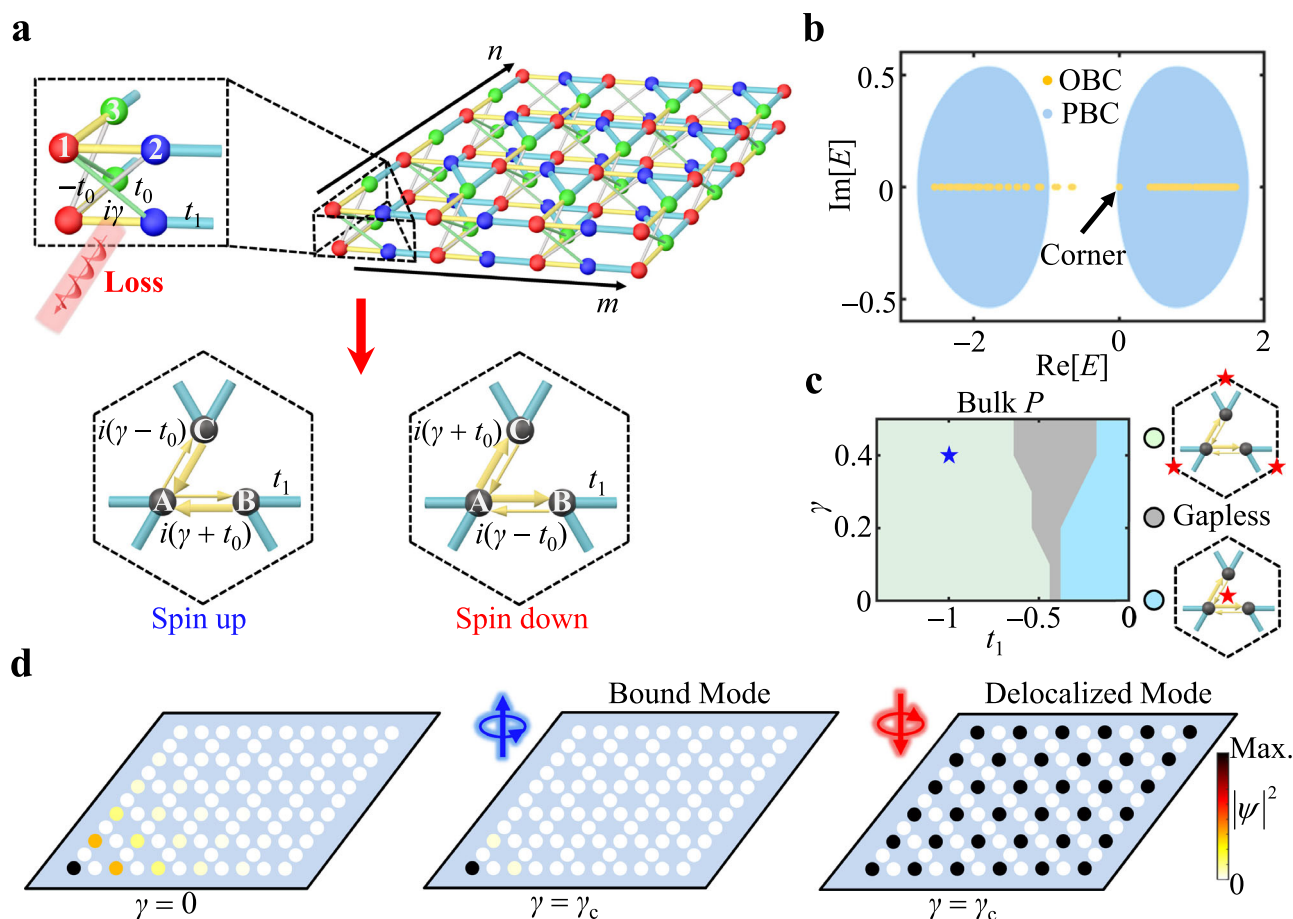 a
n
3
1
2
−t₀
t₀
iγ
t₁
Loss
m
i(γ − t₀)
C
t₁
A
B
i(γ + t₀)
Spin up
i(γ + t₀)
C
t₁
A
B
i(γ − t₀)
Spin down
b
0.5
OBC
PBC
Im[E]
0
Corner
−0.5
−2
0
2
Re[E]
c
Bulk P
0.4
γ
0.2
Gapless
0
−1
−0.5
0
t₁
d
Bound Mode
Delocalized Mode
Max.
|ψ|²
0
γ = 0
γ = γc
γ = γc